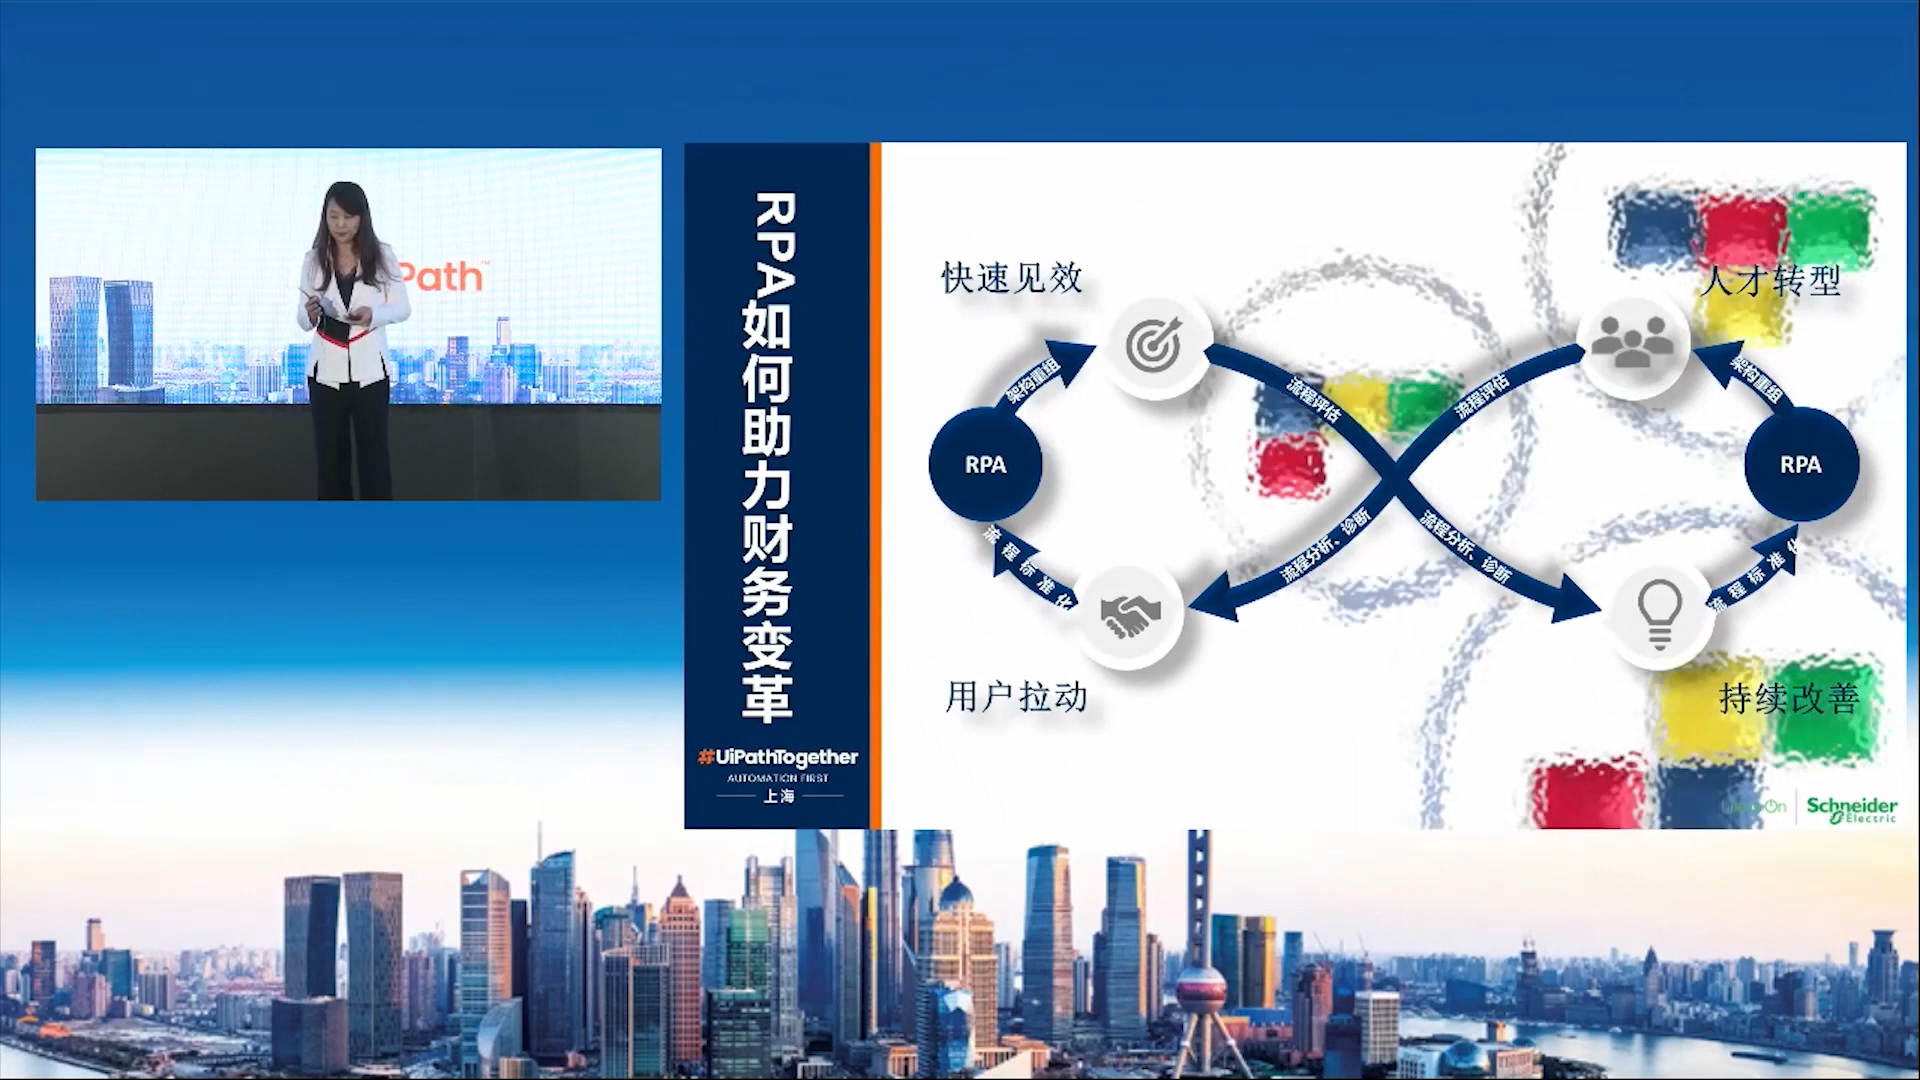 Path™
RPA如何助力财务变革
#UiPathTogether
AUTOMATION FIRST
上海
快速见效
人才转型
架构重组
流程评估
流程评估
架构重组
RPA
RPA
流程标准化
流程分析、诊断
流程分析、诊断
流程标准化
用户拉动
持续改善
On
Schneider
Electric